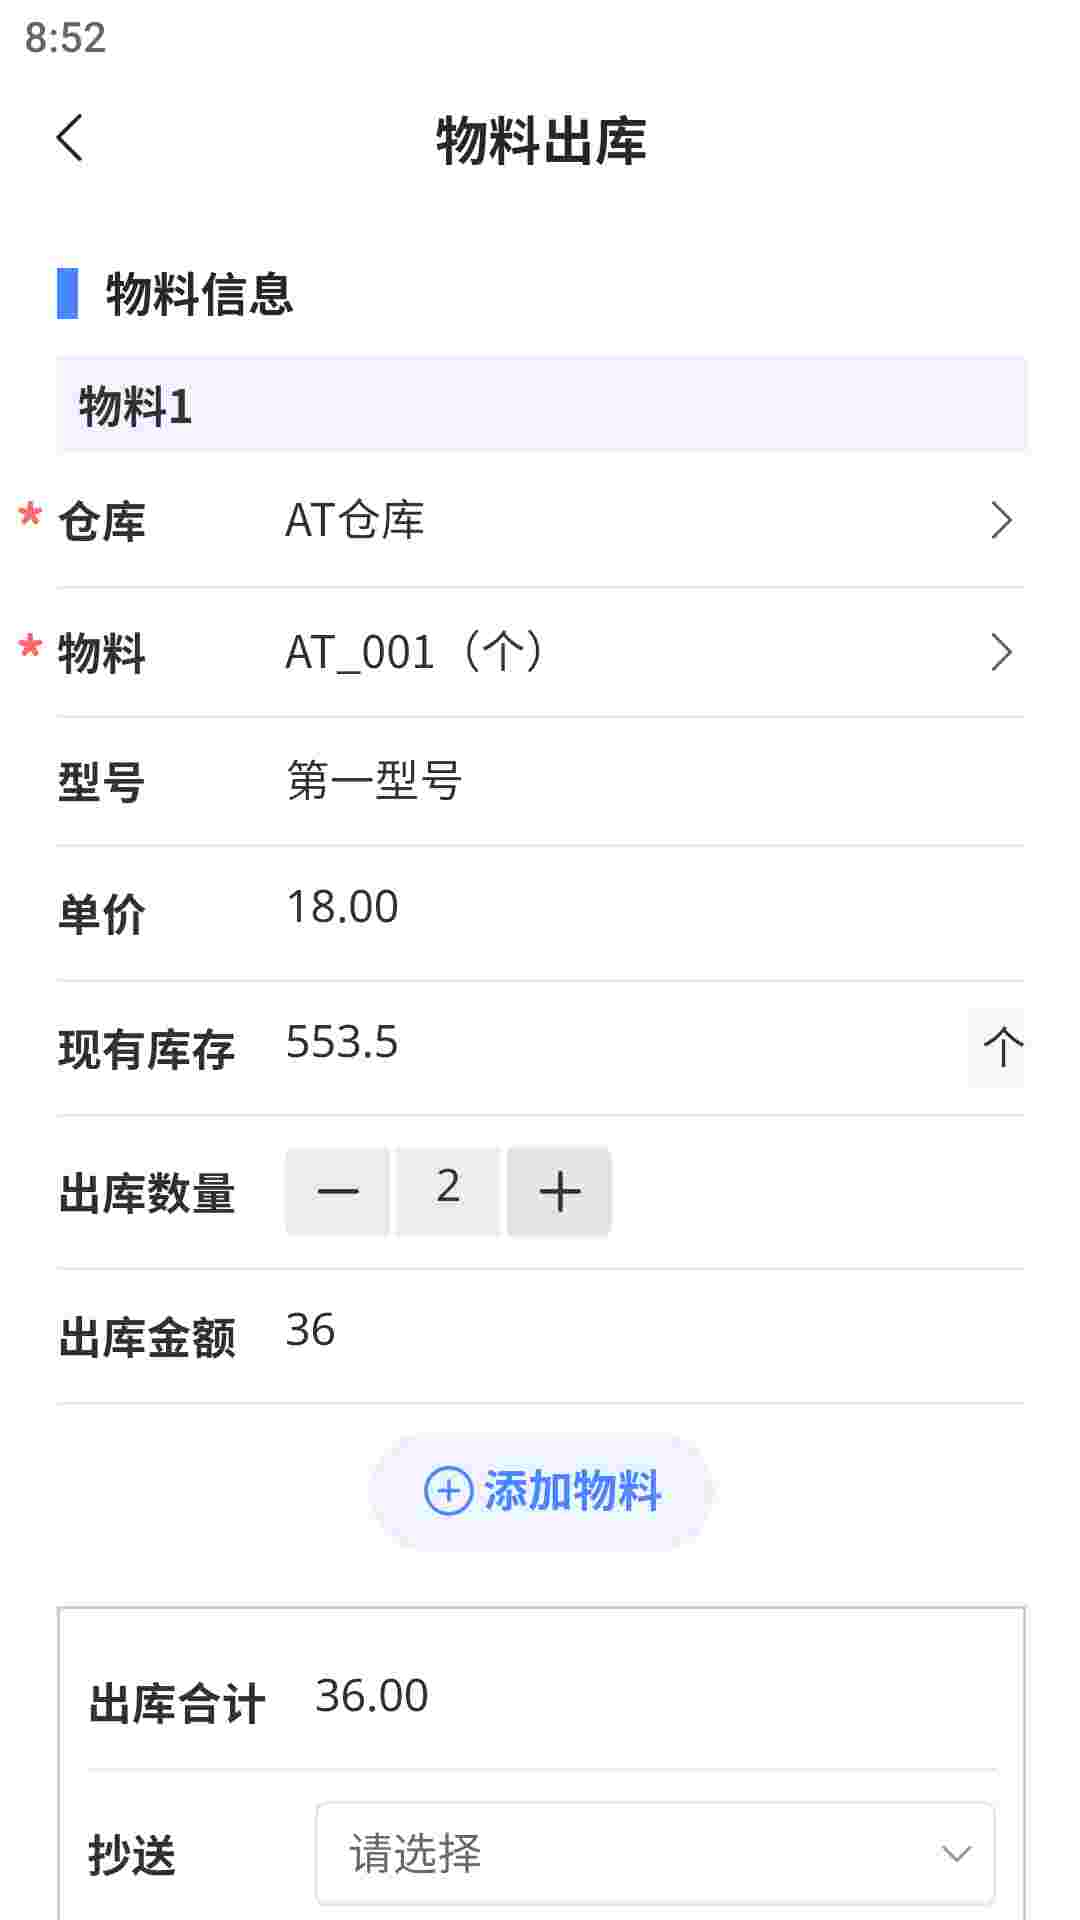 8:52
物料出库
物料信息
物料1
* 仓库 AT仓库
* 物料 AT_001（个）
型号 第一型号
单价 18.00
现有库存 553.5 个
出库数量 — 2 +
出库金额 36
添加物料
出库合计 36.00
抄送 请选择